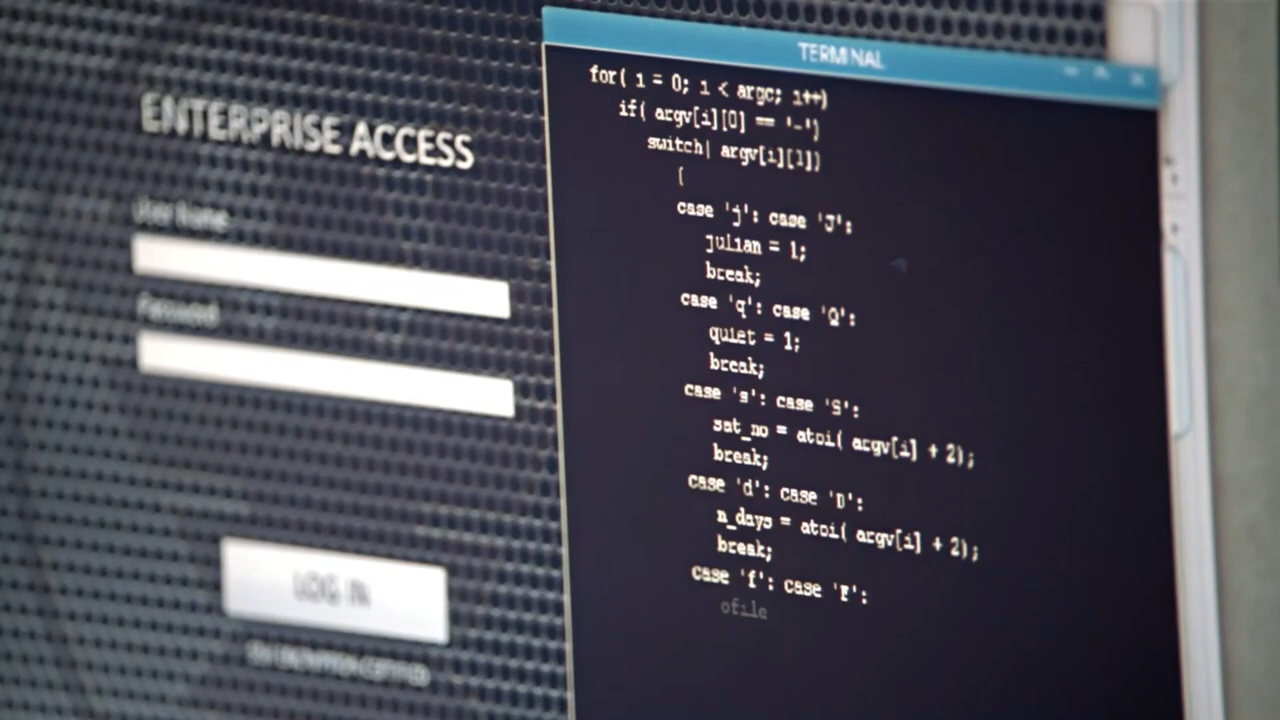 ENTERPRISE ACCESS
User Name
Password
LOG IN
TERMINAL
for( i = 0; i < argc; i++)
if( argv[i][0] == '-')
switch( argv[i][1])
{
case 'j': case 'J':
julian = 1;
break;
case 'q': case 'Q':
quiet = 1;
break;
case 's': case 'S':
sat_no = atoi( argv[i] + 2);
break;
case 'd': case 'D':
n_days = atoi( argv[i] + 2);
break;
case 'f': case 'F':
ofile